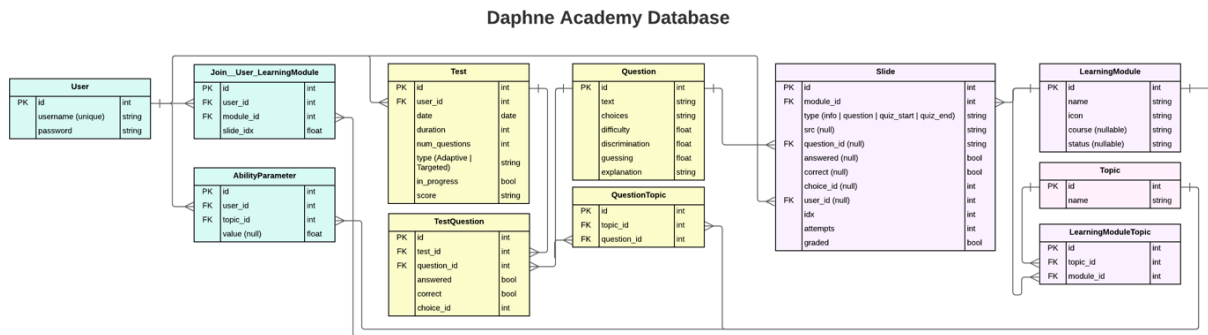 Daphne Academy Database
User
PK id int
username (unique) string
password string
Join__User_LearningModule
PK id int
FK user_id int
FK module_id int
slide_idx float
AbilityParameter
PK id int
FK user_id int
FK topic_id int
value (null) float
Test
PK id int
FK user_id int
date date
duration int
num_questions int
type (Adaptive |
Targeted) string
in_progress bool
score string
TestQuestion
PK id int
FK test_id int
FK question_id int
answered bool
correct bool
choice_id int
Question
PK id int
text string
choices string
difficulty float
discrimination float
guessing float
explanation string
QuestionTopic
PK id int
FK topic_id int
FK question_id int
Slide
PK id int
FK module_id int
type (info | question | quiz_start | quiz_end) string
src (null) string
FK question_id (null) string
answered (null) bool
correct (null) bool
choice_id (null) int
FK user_id (null) int
idx int
attempts int
graded bool
LearningModule
PK id int
name string
icon string
course (nullable) string
status (nullable) string
Topic
PK id int
name string
LearningModuleTopic
PK id int
FK topic_id int
FK module_id int